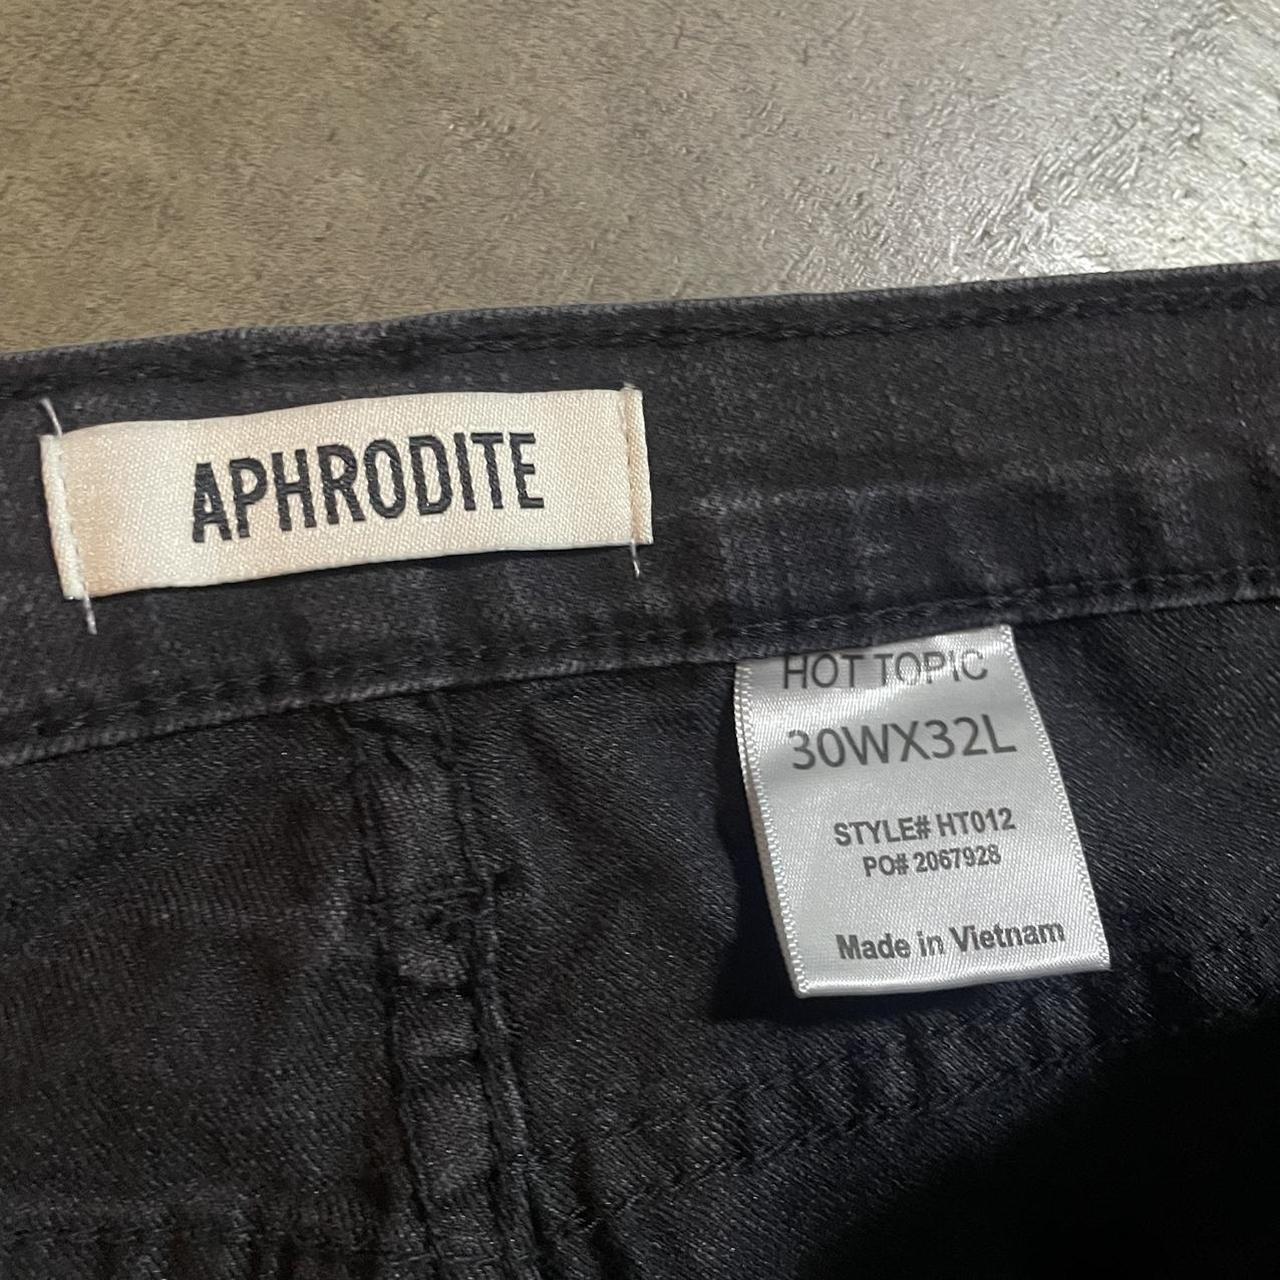 APHRODITE
HOT TOPIC
30WX32L
STYLE# HT012
PO# 2067928
Made in Vietnam